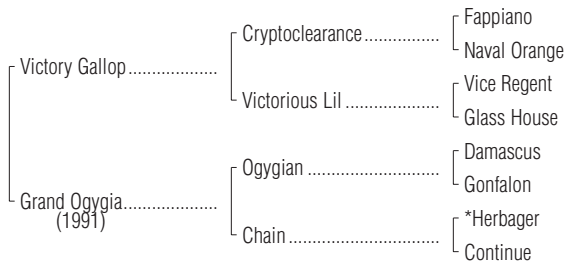 Fappiano
Cryptoclearance................
Naval Orange
Victory Gallop...................
Vice Regent
Victorious Lil ....................
Glass House
Damascus
Ogygian ............................
Gonfalon
Grand Ogygia....................
(1991)
*Herbager
Chain ................................
Continue